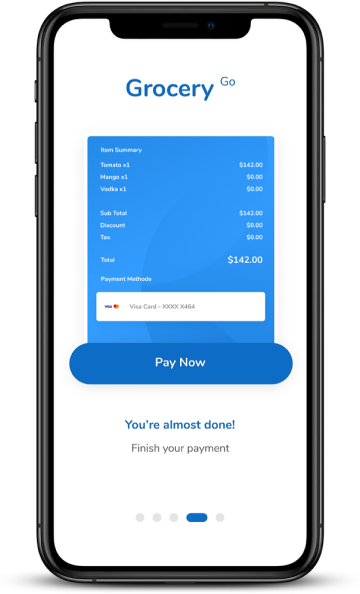 Grocery Go
Item Summary
Tomato x1 $142.00
Mango x1 $0.00
Vodka x1 $0.00
Sub Total $142.00
Discount $0.00
Tax $0.00
Total $142.00
Payment Methode
VISA Visa Card - XXXX X464
Pay Now
You're almost done!
Finish your payment